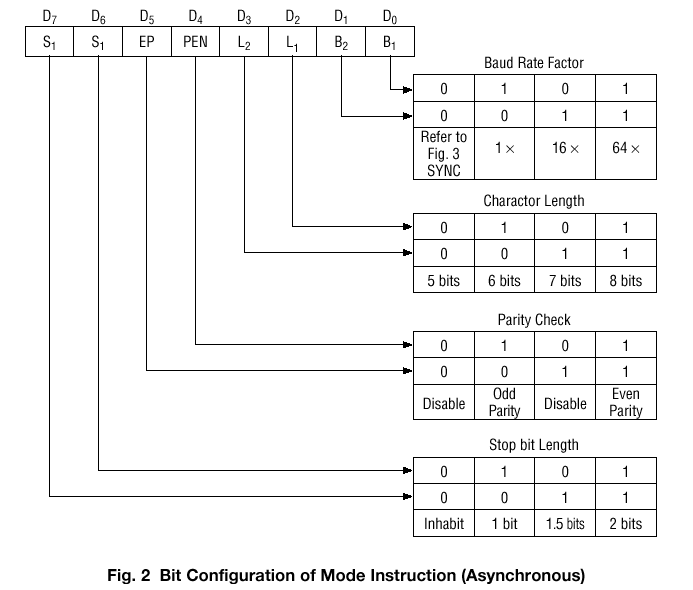 D7 D6 D5 D4 D3 D2 D1 D0
S1 S1 EP PEN L2 L1 B2 B1
Baud Rate Factor
0 1 0 1
0 0 1 1
Refer to
Fig. 3
SYNC
1 × 16 × 64 ×
Charactor Length
0 1 0 1
0 0 1 1
5 bits 6 bits 7 bits 8 bits
Parity Check
0 1 0 1
0 0 1 1
Disable Odd Parity Disable Even Parity
Stop bit Length
0 1 0 1
0 0 1 1
Inhabit 1 bit 1.5 bits 2 bits
Fig. 2 Bit Configuration of Mode Instruction (Asynchronous)